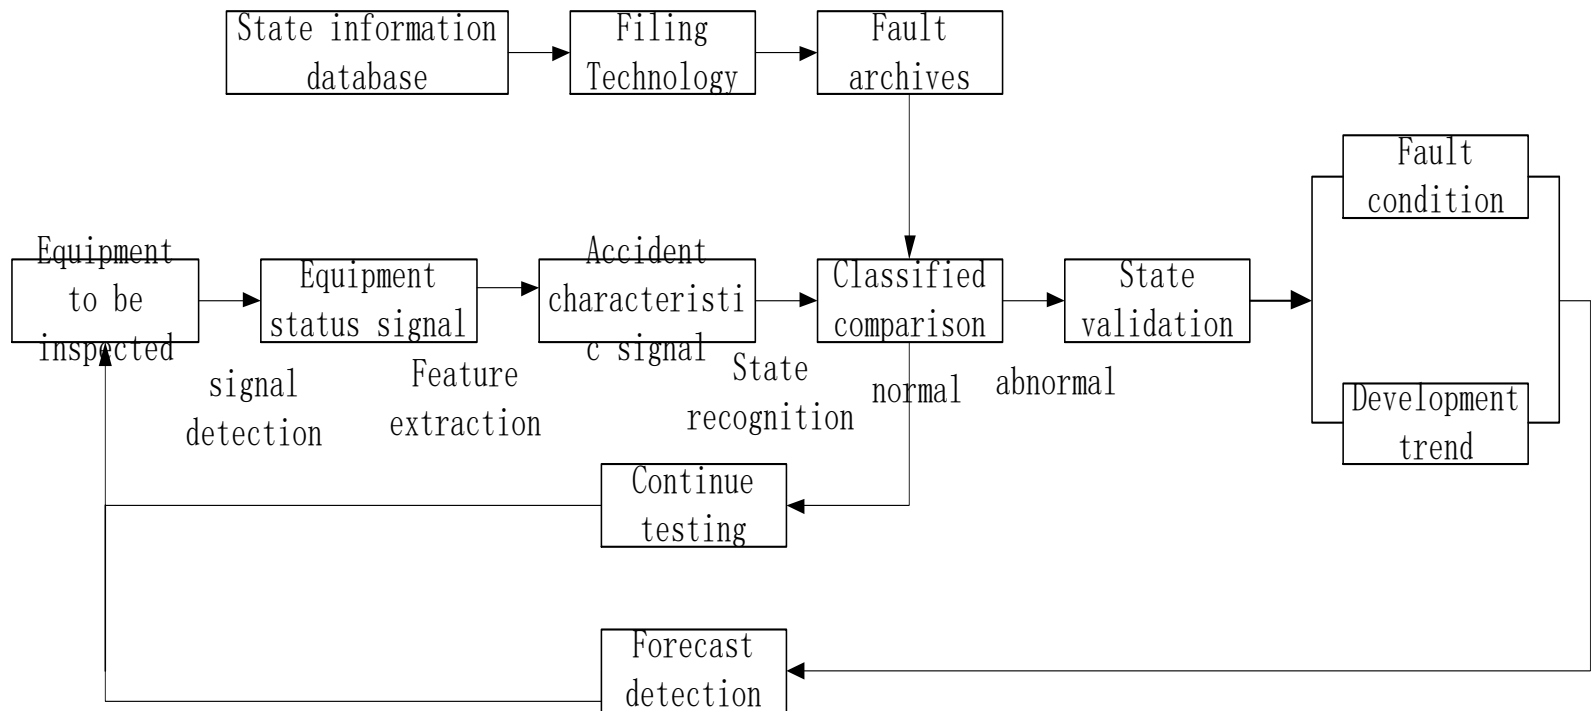 State information
database
Filing
Technology
Fault
archives
Fault
condition
Equipment
to be
inspected
Equipment
status signal
Accident
characteristi
c signal
Classified
comparison
State
validation
signal
detection
Feature
extraction
State
recognition
normal
abnormal
Development
trend
Continue
testing
Forecast
detection